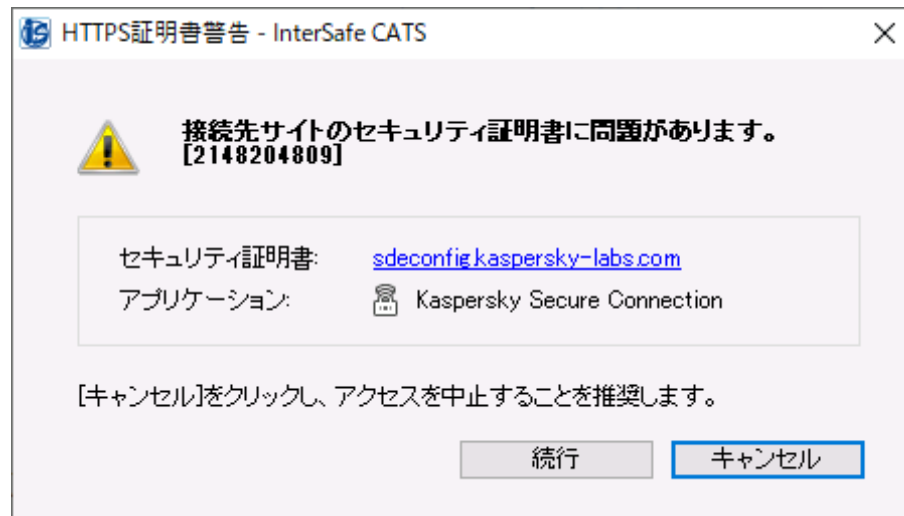 HTTPS証明書警告 - InterSafe CATS
接続先サイトのセキュリティ証明書に問題があります。
[2148204809]
セキュリティ証明書: sdeconfig.kaspersky-labs.com
アプリケーション: Kaspersky Secure Connection
[キャンセル]をクリックし、アクセスを中止することを推奨します。
続行 キャンセル